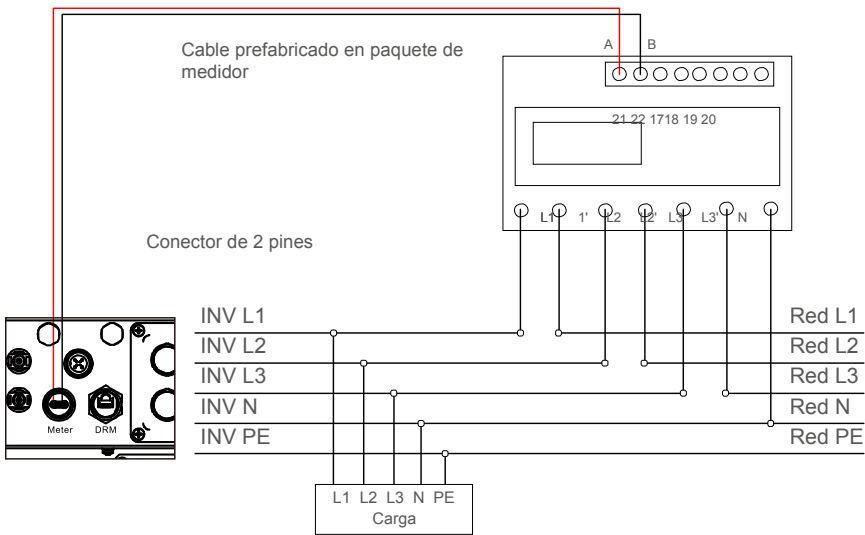 A B
Cable prefabricado en paquete de
medidor
21 22 1718 19 20
L1 1' L2 L2' L3 L3' N
Conector de 2 pines
INV L1 Red L1
INV L2 Red L2
INV L3 Red L3
INV N Red N
INV PE Red PE
Meter DRM
L1 L2 L3 N PE
Carga